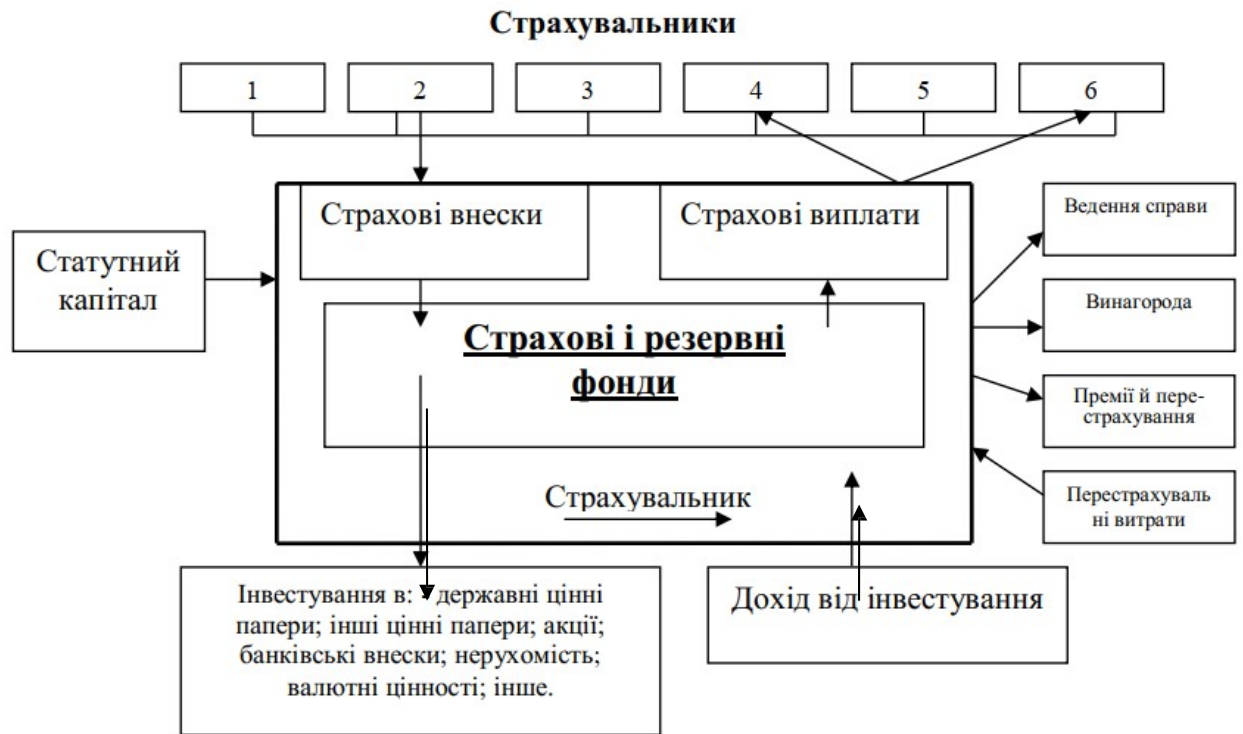 Страхувальники
1
2
3
4
5
6
Страхові внески
Страхові виплати
Статутний
капітал
Страхові і резервні
фонди
Страхувальник
Ведення справи
Винагорода
Премії й пере-
страхування
Перестрахуваль
ні витрати
Інвестування в: - державні цінні
папери; інші цінні папери; акції;
банківські внески; нерухомість;
валютні цінності; інше.
Дохід від інвестування